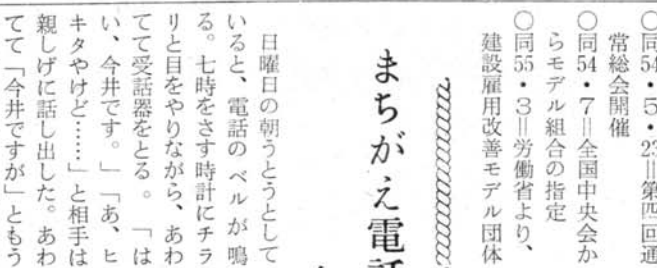 ○同54・5・23＝第四回通
常総会開催
○同54・7＝全国中央会か
らモデル組合の指定
○同55・3＝労働省より、
建設雇用改善モデル団体
まちがえ電話
日曜日の朝うとうとして
いると、電話のベルが鳴
る。七時をさす時計にチラ
リと目をやりながら、あわ
てて受話器をとる。「は
い、今井です。」「あ、ヒ
キタやけど……」と相手は
親しげに話し出した。あわ
てて「今井ですが」ともう